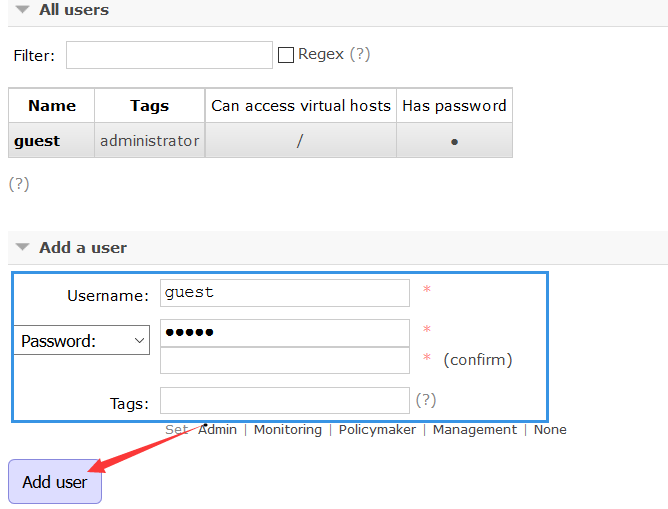 All users
Filter: Regex (?)
Name Tags Can access virtual hosts Has password
guest administrator / ●
(?)
Add a user
Username: guest *
Password: ●●●●● *
* (confirm)
Tags: (?)
Set Admin | Monitoring | Policymaker | Management | None
Add user